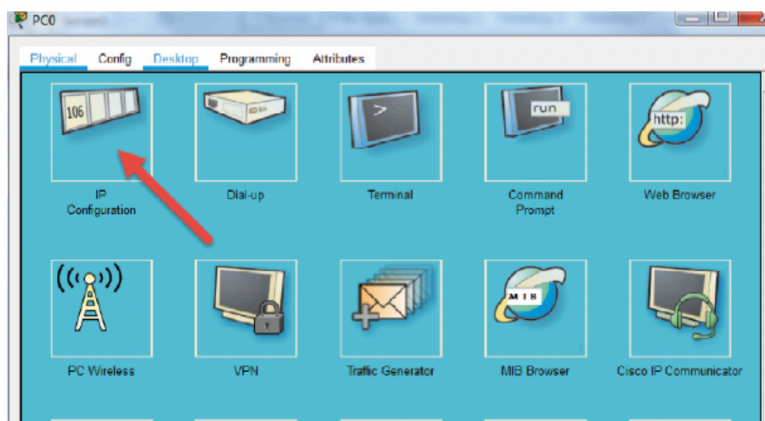 PC0
Physical Config Desktop Programming Attributes
106
>
run
http:
IP
Configuration
Dial-up
Terminal
Command
Prompt
Web Browser
MIB
PC Wireless
VPN
Traffic Generator
MIB Browser
Cisco IP Communicator